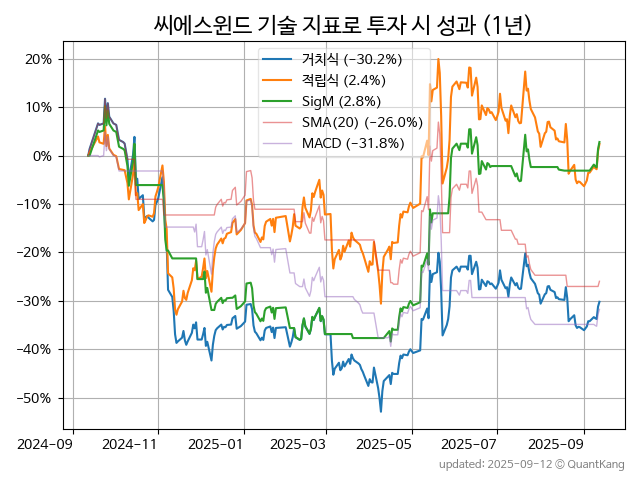 씨에스윈드 기술 지표로 투자 시 성과 (1년)
거치식 (−30.2%)
적립식 (2.4%)
SigM (2.8%)
SMA(20) (−26.0%)
MACD (−31.8%)
20%
10%
0%
−10%
−20%
−30%
−40%
−50%
2024-09
2024-11
2025-01
2025-03
2025-05
2025-07
2025-09
updated: 2025-09-12 © QuantKang